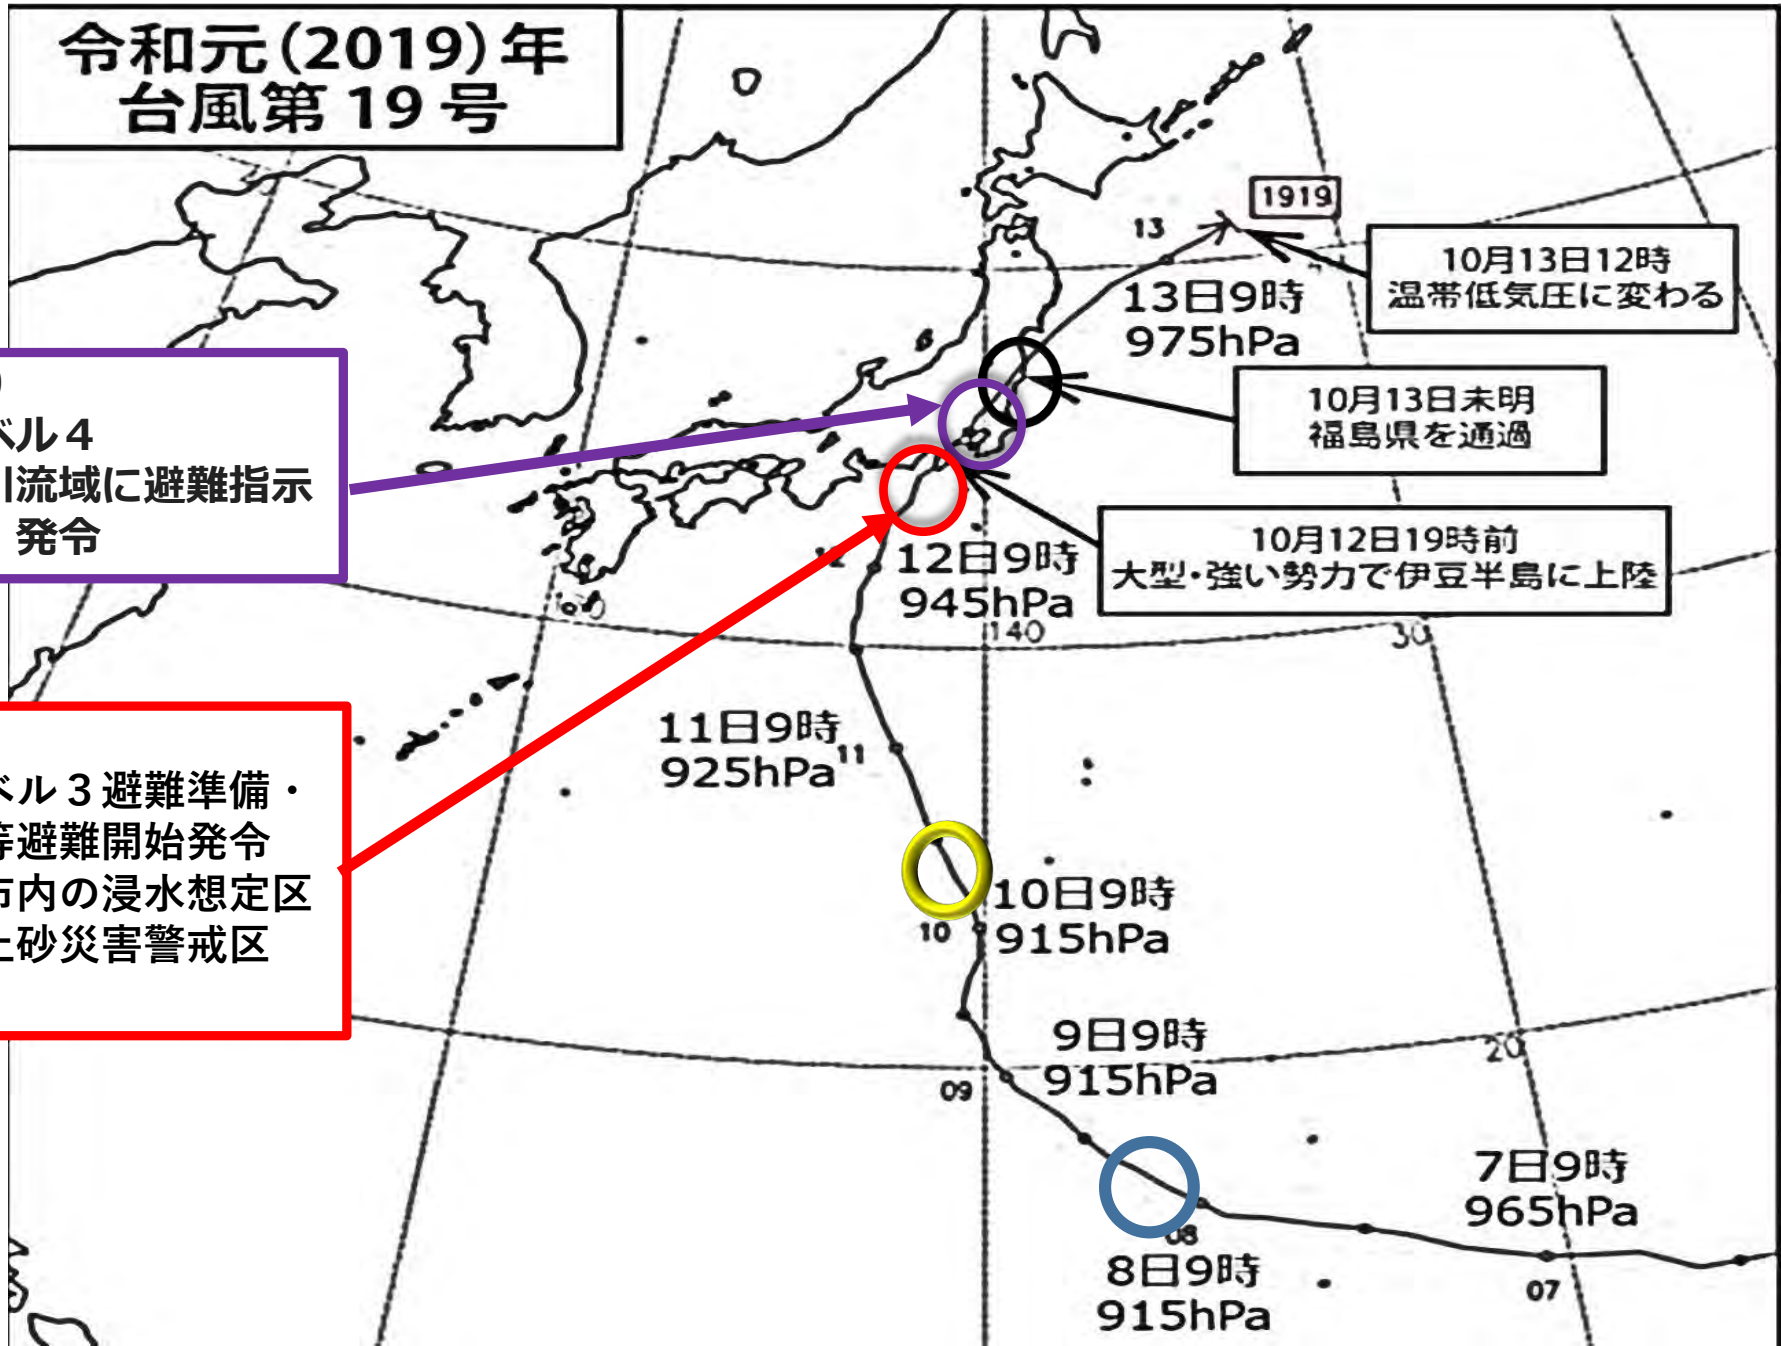 令和元(2019)年
台風第 19 号
1919
13
10月13日12時
温帯低気圧に変わる
13日9時
975hPa
10月13日未明
福島県を通過
ベル４
川流域に避難指示
発令
10月12日19時前
大型・強い勢力で伊豆半島に上陸
12日9時
945hPa
140
30
11日9時
925hPa
11
ベル３避難準備・
等避難開始発令
市内の浸水想定区
土砂災害警戒区
10日9時
915hPa
10
9日9時
915hPa
09
20
7日9時
965hPa
08
8日9時
915hPa
07